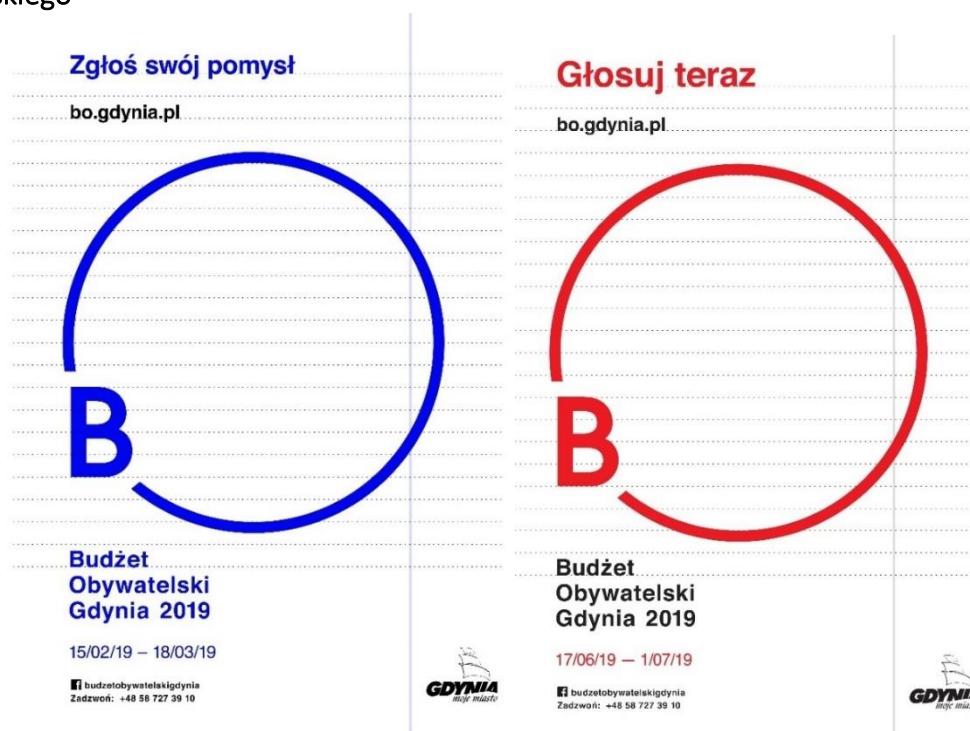 Zgłoś swój pomysł
bo.gdynia.pl
B
Budżet
Obywatelski
Gdynia 2019
15/02/19 – 18/03/19
budzetobywatelskigdynia
Zadzwoń: +48 58 727 39 10
GDYNIA
moje miasto
Głosuj teraz
bo.gdynia.pl
B
Budżet
Obywatelski
Gdynia 2019
17/06/19 — 1/07/19
budzetobywatelskigdynia
Zadzwoń: +48 58 727 39 10